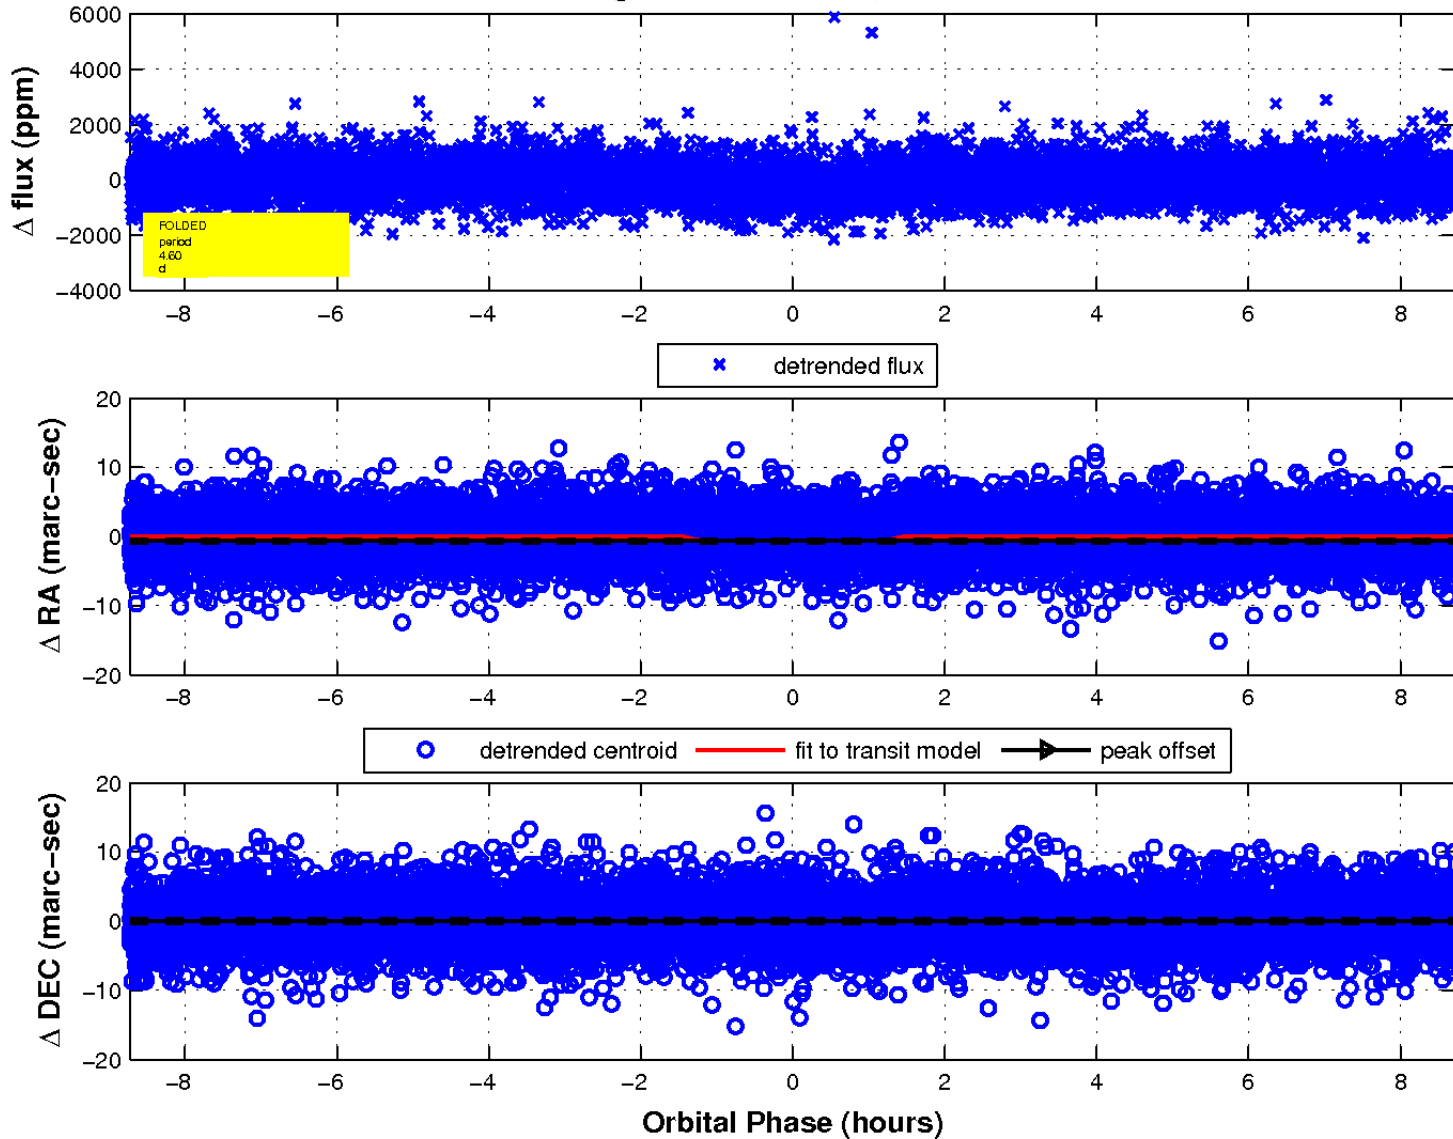 6000
4000
2000
0
−2000
−4000
Δ flux (ppm)
FOLDED
period
4.60
d
−8 −6 −4 −2 0 2 4 6 8
detrended flux
20
10
0
−10
−20
Δ RA (marc−sec)
−8 −6 −4 −2 0 2 4 6 8
detrended centroid fit to transit model peak offset
20
10
0
−10
−20
Δ DEC (marc−sec)
−8 −6 −4 −2 0 2 4 6 8
Orbital Phase (hours)